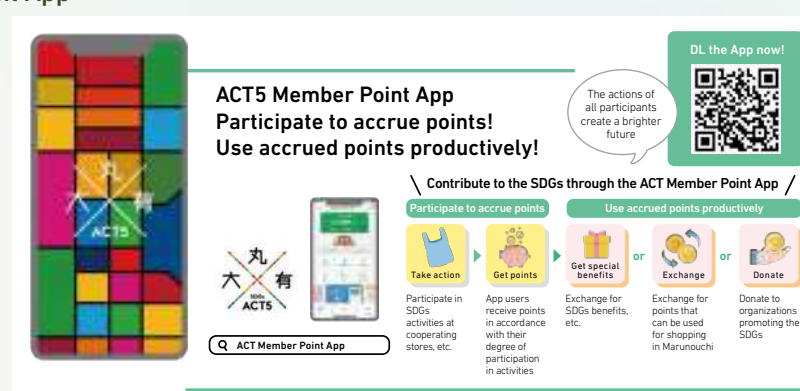 DL the App now!
ACT5 Member Point App
Participate to accrue points!
Use accrued points productively!
The actions of
all participants
create a brighter
future
丸
大 有
ACT5
Contribute to the SDGs through the ACT Member Point App
Participate to accrue points
Use accrued points productively
Take action
Get points
Get special
benefits
or
Exchange
or
Donate
Participate in
SDGs
activities at
cooperating
stores, etc.
App users
receive points
in accordance
with their
degree of
participation
in activities
Exchange for
SDGs benefits,
etc.
Exchange for
points that
can be used
for shopping
in Marunouchi
Donate to
organizations
promoting the
SDGs
丸
大 有
SDGs
ACT5
ACT Member Point App